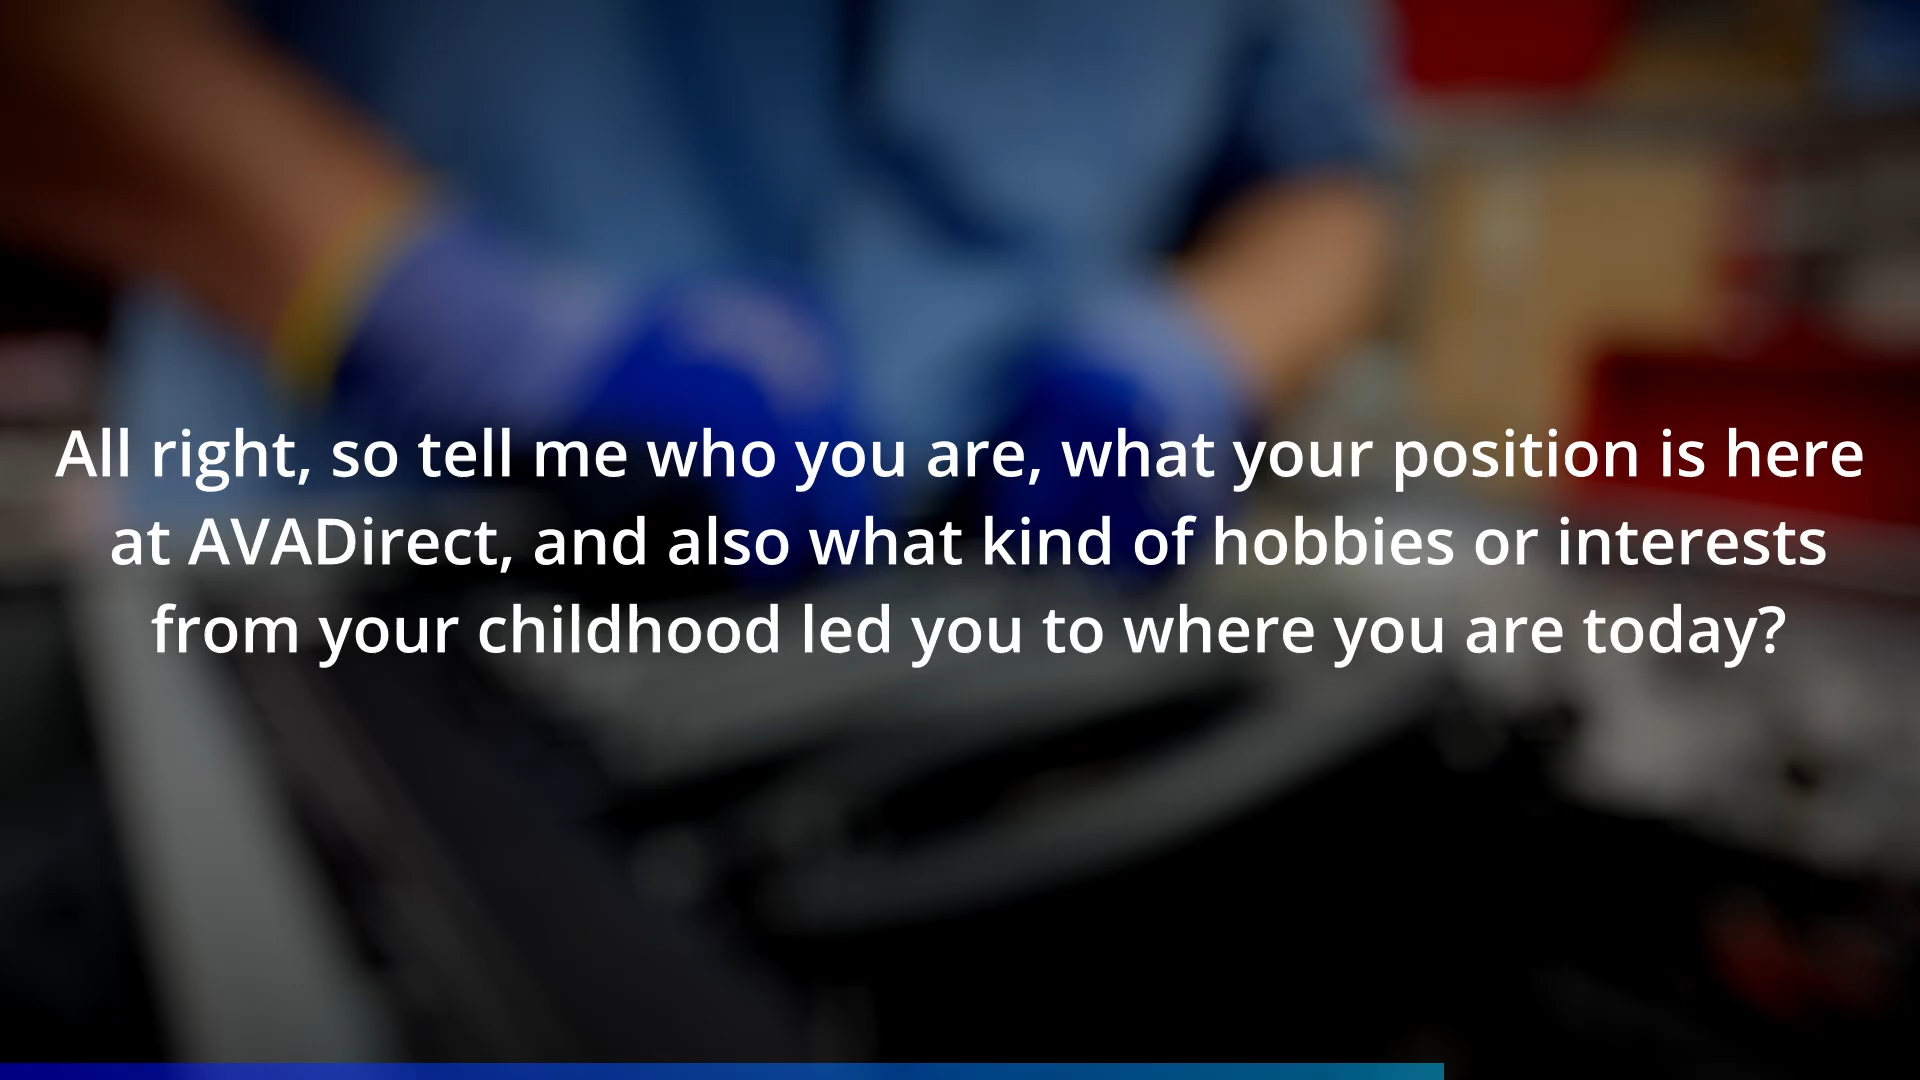 All right, so tell me who you are, what your position is here
at AVADirect, and also what kind of hobbies or interests
from your childhood led you to where you are today?